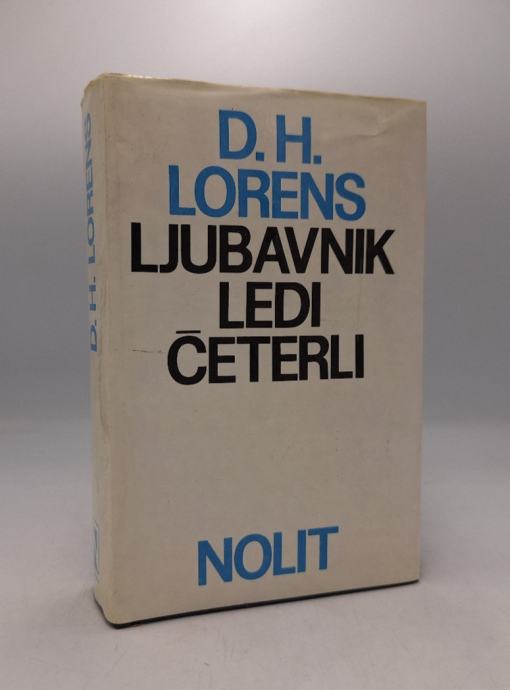 D. H.
LORENS
LJUBAVNIK
LEDI
ČETERLI
NOLIT
D. H. LORENS